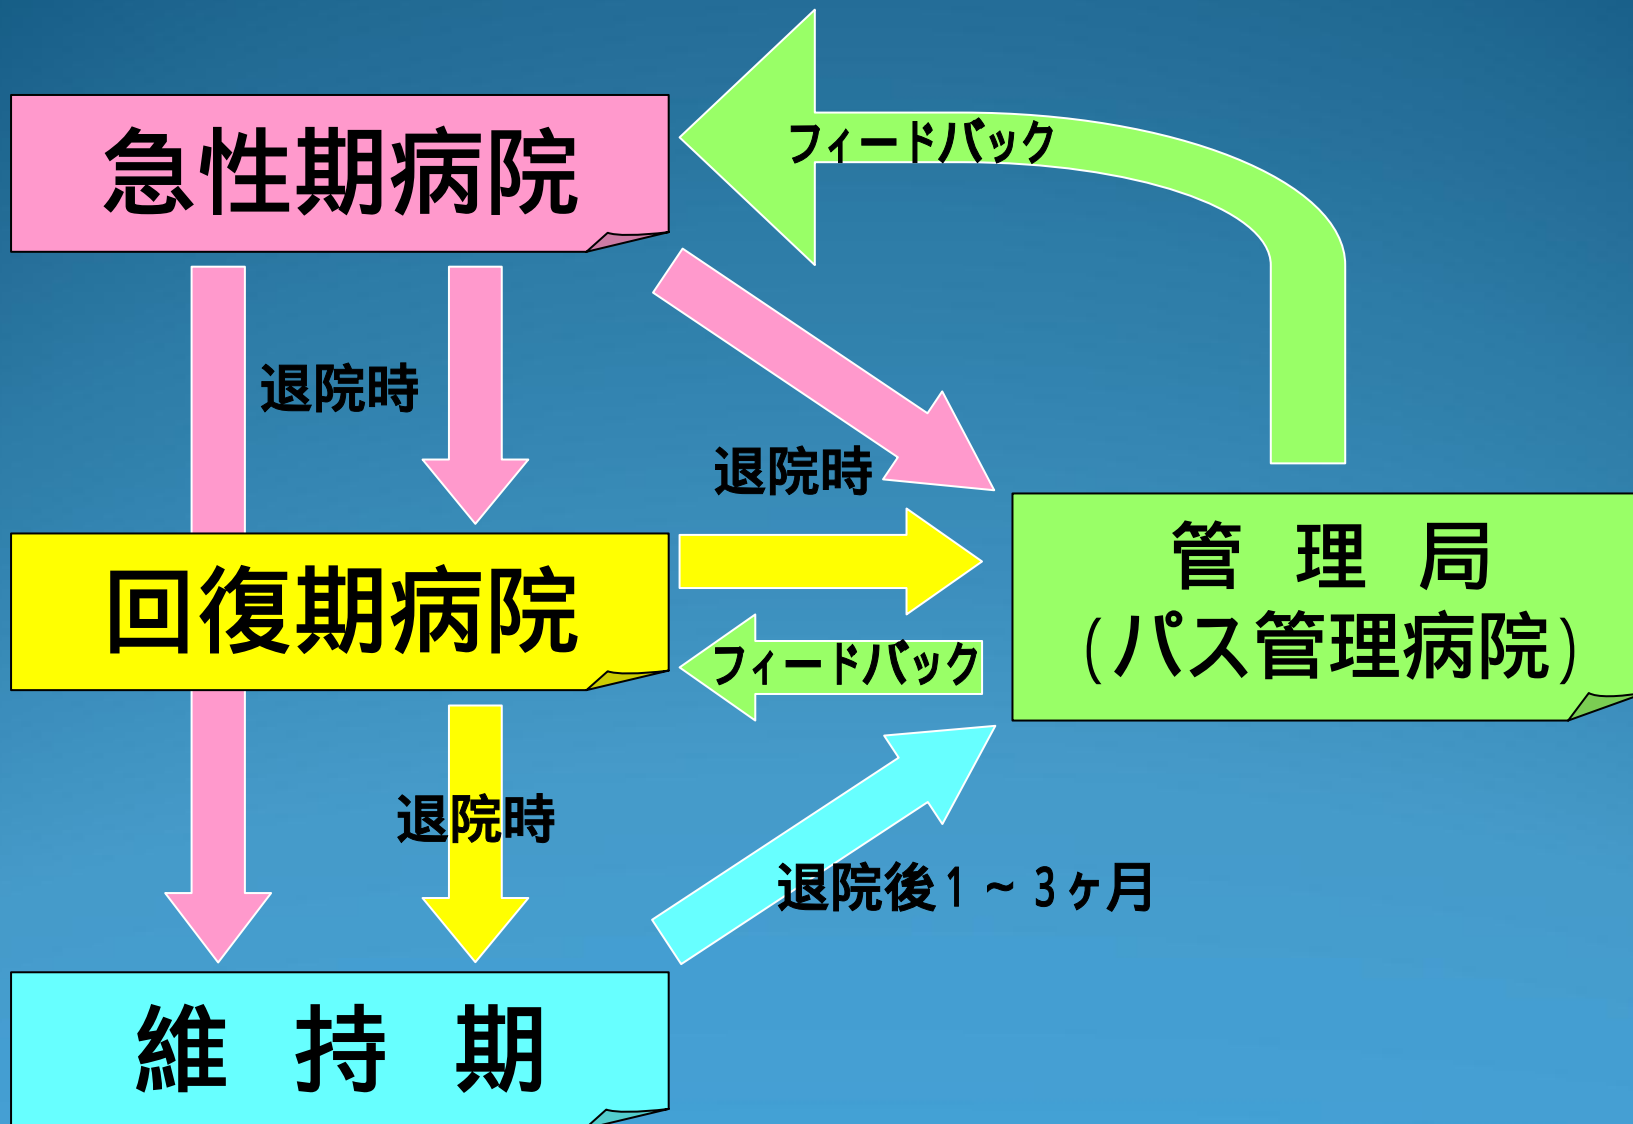 フィードバック
急性期病院
退院時
退院時
管 理 局
(パス管理病院)
回復期病院
フィードバック
退院時
退院後1～3ヶ月
維 持 期